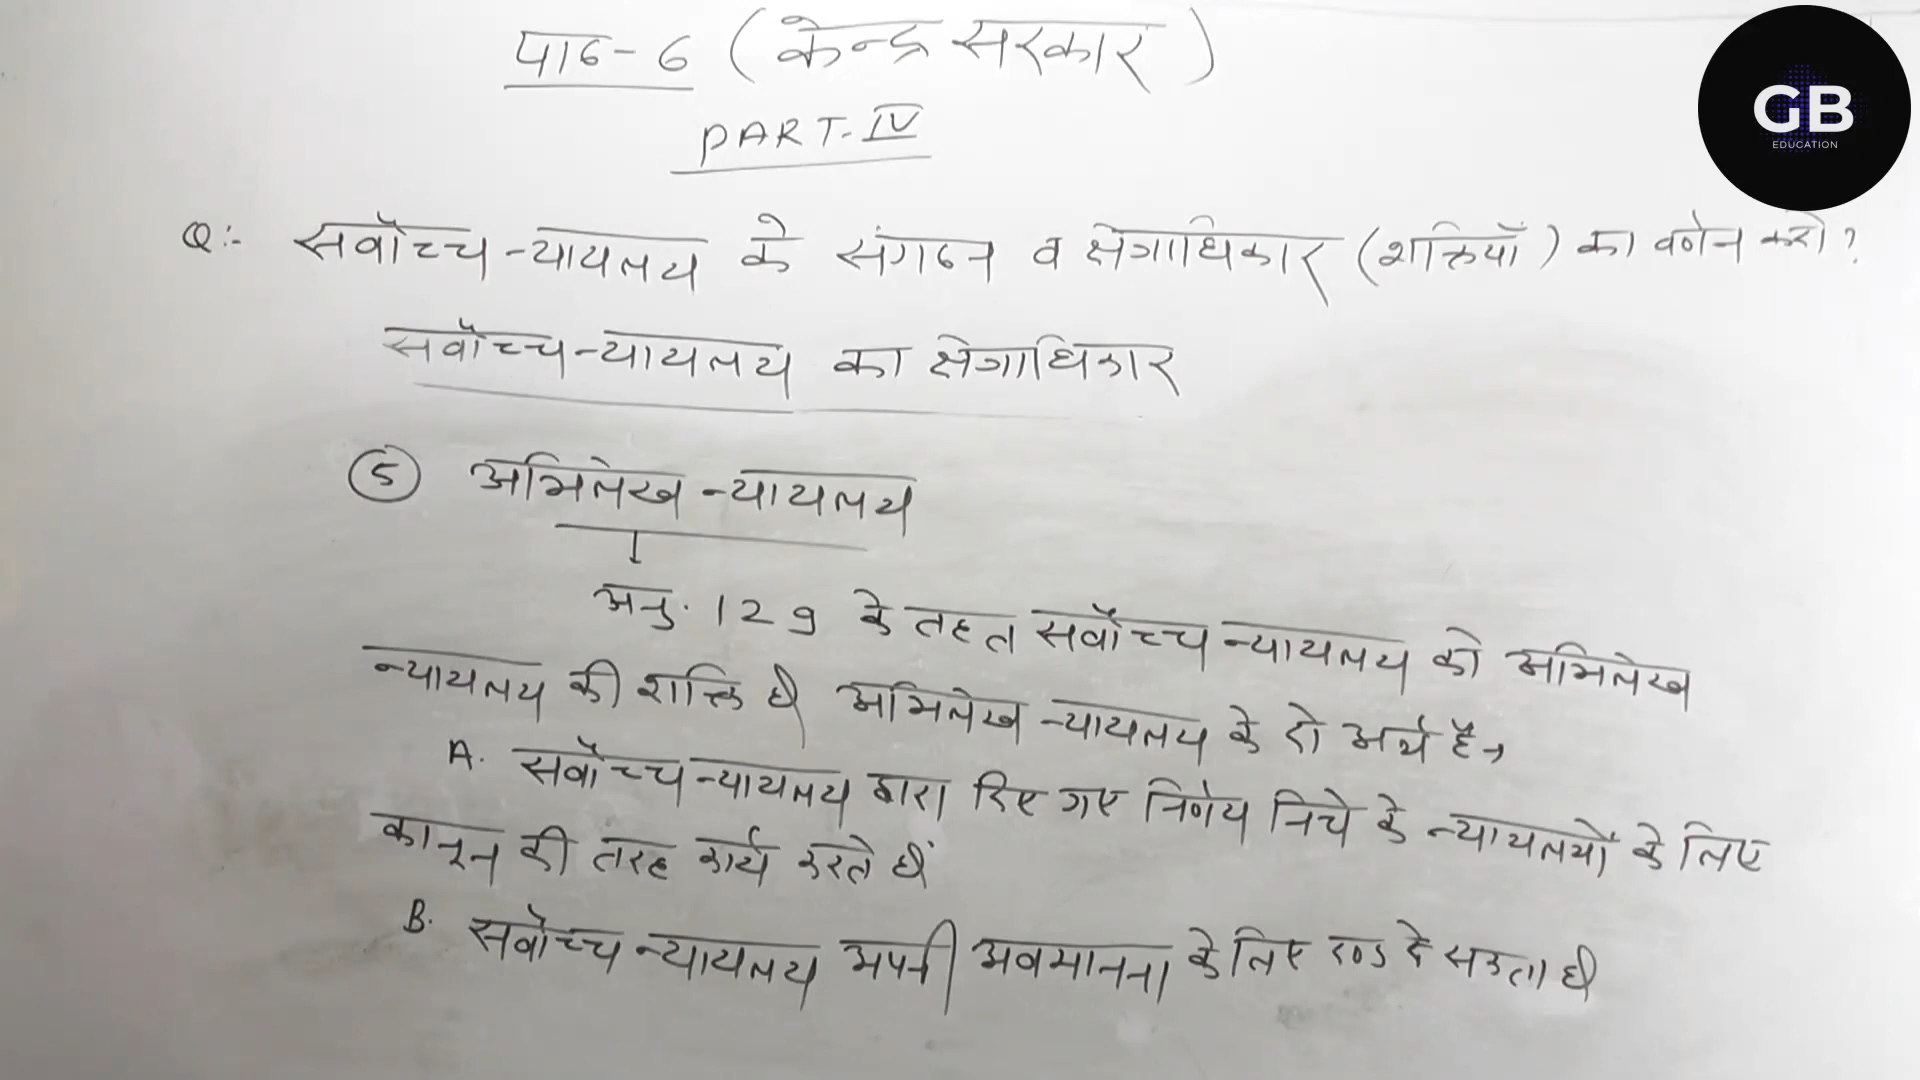 पाठ-6 (केन्द्र सरकार)
PART-IV
GB
EDUCATION
Q:- सर्वोच्च न्यायलय के संगठन व क्षेत्राधिकार (शक्तियाँ) का वर्णन करो?
सर्वोच्च न्यायलय का क्षेत्राधिकार
5 अभिलेख न्यायलय
अनु. 129 के तहत सर्वोच्च न्यायलय को अभिलेख
न्यायलय की शक्ति है अभिलेख न्यायलय के दो अर्थ है→
A. सर्वोच्च न्यायलय द्वारा दिए गए निर्णय निचे के न्यायलयों के लिए
कानून की तरह कार्य करते हैं
B. सर्वोच्च न्यायलय अपनी अवमानना के लिए दण्ड दे सकता है